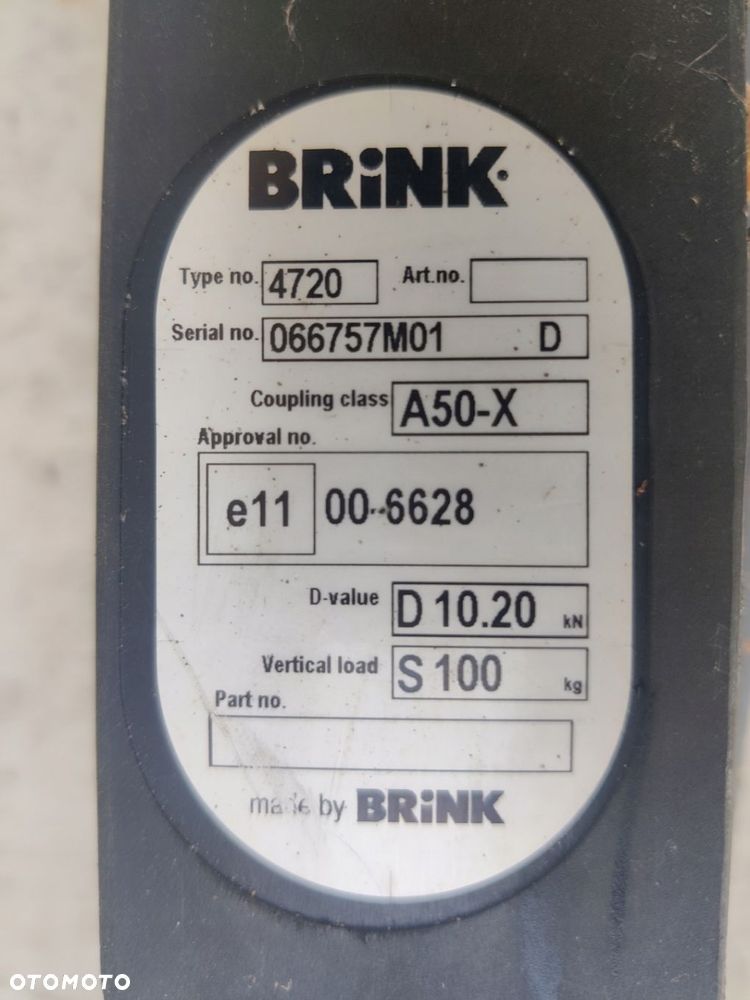 BRiNK
Type no. 4720 Art.no.
Serial no. 066757M01 D
Coupling class A50-X
Approval no.
e11 00-6628
D-value D 10.20 kN
Vertical load S 100 kg
Part no.
made by BRiNK
OTOMOTO